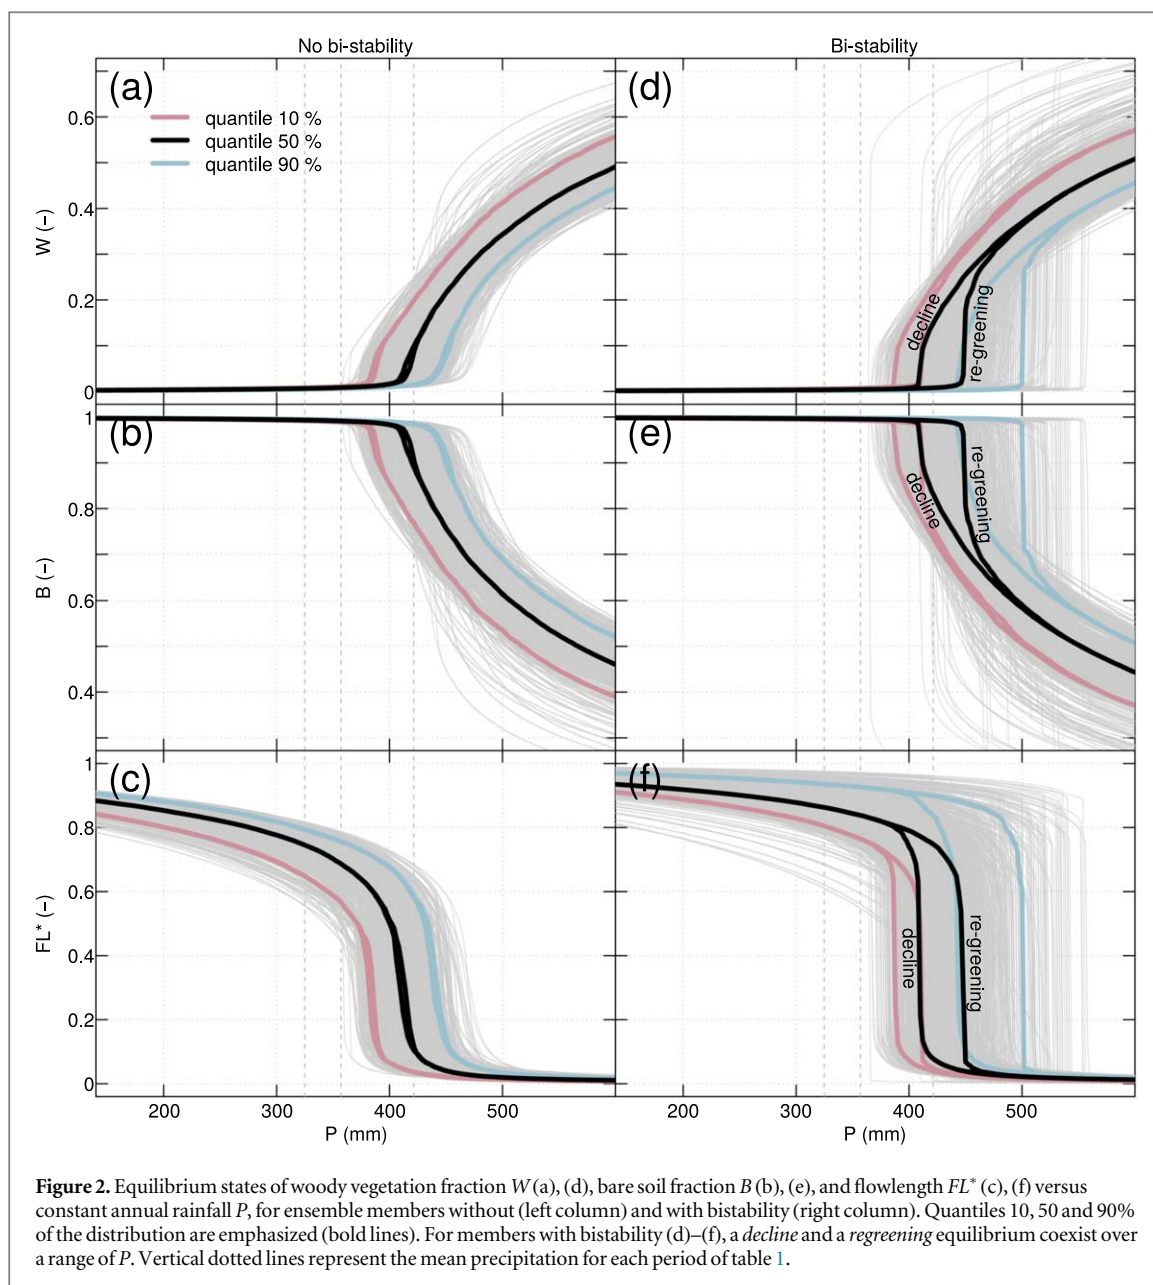 No bi-stability
Bi-stability
(a)
quantile 10 %
quantile 50 %
quantile 90 %
0.6
0.4
0.2
0
W (–)
(d)
decline
re-greening
(b)
1
0.8
0.6
0.4
B (–)
(e)
decline
re-greening
(c)
1
0.8
0.6
0.4
0.2
0
FL* (–)
(f)
decline
re-greening
200 300 400 500
P (mm)
200 300 400 500
P (mm)
Figure 2. Equilibrium states of woody vegetation fraction W (a), (d), bare soil fraction B (b), (e), and flowlength FL* (c), (f) versus
constant annual rainfall P, for ensemble members without (left column) and with bistability (right column). Quantiles 10, 50 and 90%
of the distribution are emphasized (bold lines). For members with bistability (d)–(f), a decline and a regreening equilibrium coexist over
a range of P. Vertical dotted lines represent the mean precipitation for each period of table 1.